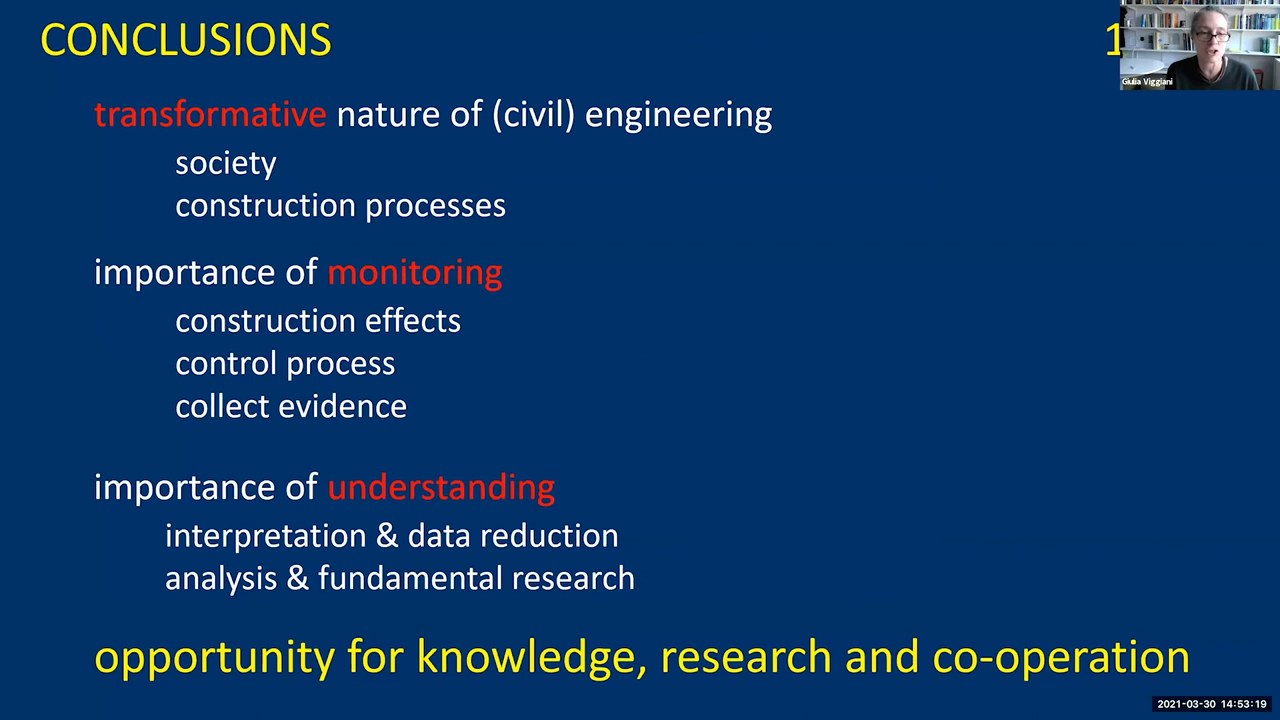 CONCLUSIONS
transformative nature of (civil) engineering
society
construction processes
importance of monitoring
construction effects
control process
collect evidence
importance of understanding
interpretation & data reduction
analysis & fundamental research
opportunity for knowledge, research and co-operation
Giulia Viggiani
2021-03-30 14:53:19